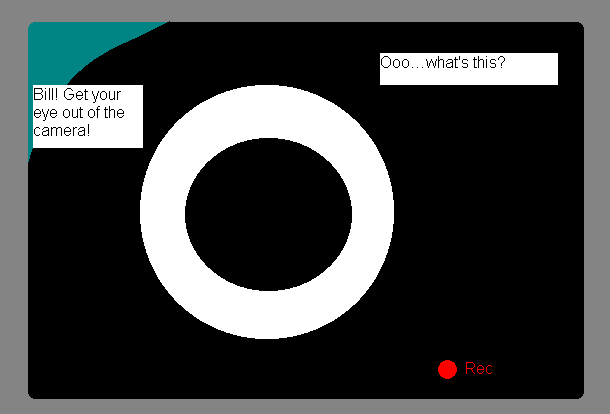 Ooo...what's this?
Bill! Get your
eye out of the
camera!
Rec